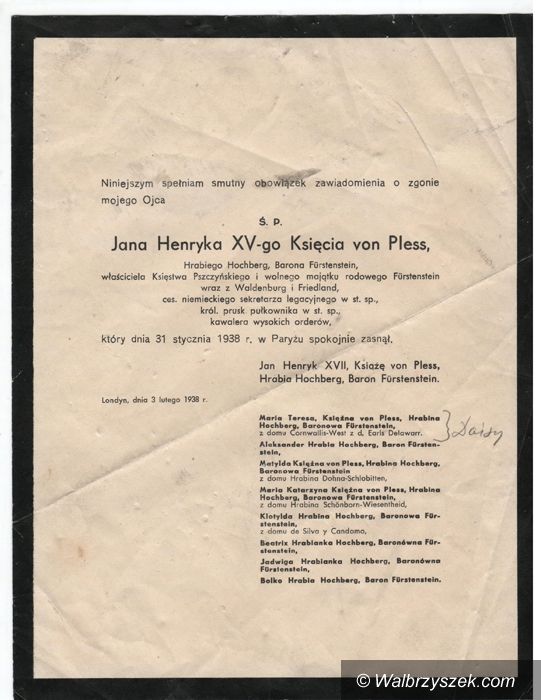 Niniejszym spełniam smutny obowiązek zawiadomienia o zgonie
mojego Ojca
Ś. P.
Jana Henryka XV-go Księcia von Pless,
Hrabiego Hochberg, Barona Fürstenstein,
właściciela Księstwa Pszczyńskiego i wolnego majątku rodowego Fürstenstein
wraz z Waldenburg i Friedland,
ces. niemieckiego sekretarza legacyjnego w st. sp.,
król. prusk pułkownika w st. sp.,
kawalera wysokich orderów,
który dnia 31 stycznia 1938 r. w Paryżu spokojnie zasnął.
Jan Henryk XVII, Książę von Pless,
Hrabia Hochberg, Baron Fürstenstein.
Londyn, dnia 3 lutego 1938 r.
Maria Teresa, Księżna von Pless, Hrabina
Hochberg, Baronowa Fürstenstein,
z domu Cornwallis-West z d. Earls Delawarr.
Daisy
Aleksander Hrabia Hochberg, Baron Fürsten-
stein,
Matylda Księżna von Pless, Hrabina Hochberg,
Baronowa Fürstenstein
z domu Hrabina Dohna-Schlobitten,
Maria Katarzyna Księżna von Pless, Hrabina
Hochberg, Baronowa Fürstenstein,
z domu Hrabina Schönborn-Wiesentheid,
Klotylda Hrabina Hochberg, Baronowa Für-
stenstein,
z domu de Silva y Candamo,
Beatrix Hrabianka Hochberg, Baronówna Für-
stenstein,
Jadwiga Hrabianka Hochberg, Baronówna
Fürstenstein,
Bolko Hrabia Hochberg, Baron Fürstenstein.
© Walbrzyszek.com